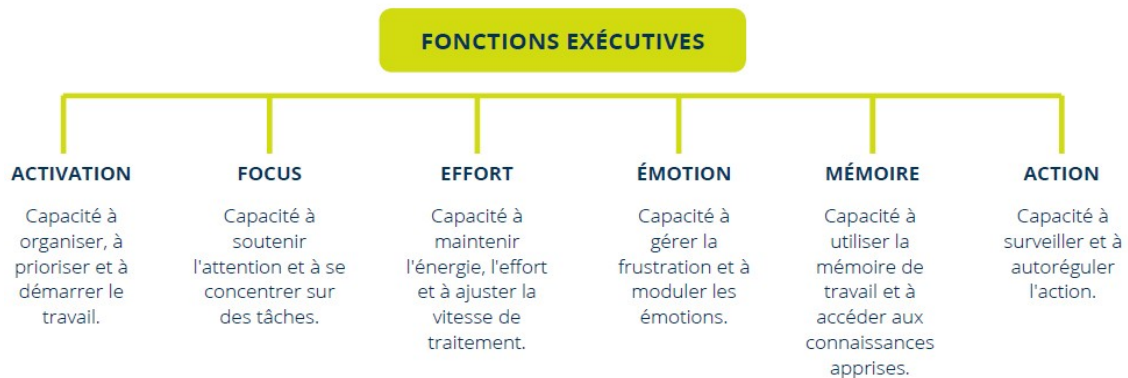 FONCTIONS EXÉCUTIVES
ACTIVATION
Capacité à
organiser, à
prioriser et à
démarrer le
travail.
FOCUS
Capacité à
soutenir
l'attention et à se
concentrer sur
des tâches.
EFFORT
Capacité à
maintenir
l'énergie, l'effort
et à ajuster la
vitesse de
traitement.
ÉMOTION
Capacité à
gérer la
frustration et à
moduler les
émotions.
MÉMOIRE
Capacité à
utiliser la
mémoire de
travail et à
accéder aux
connaissances
apprises.
ACTION
Capacité à
surveiller et à
autoréguler
l'action.